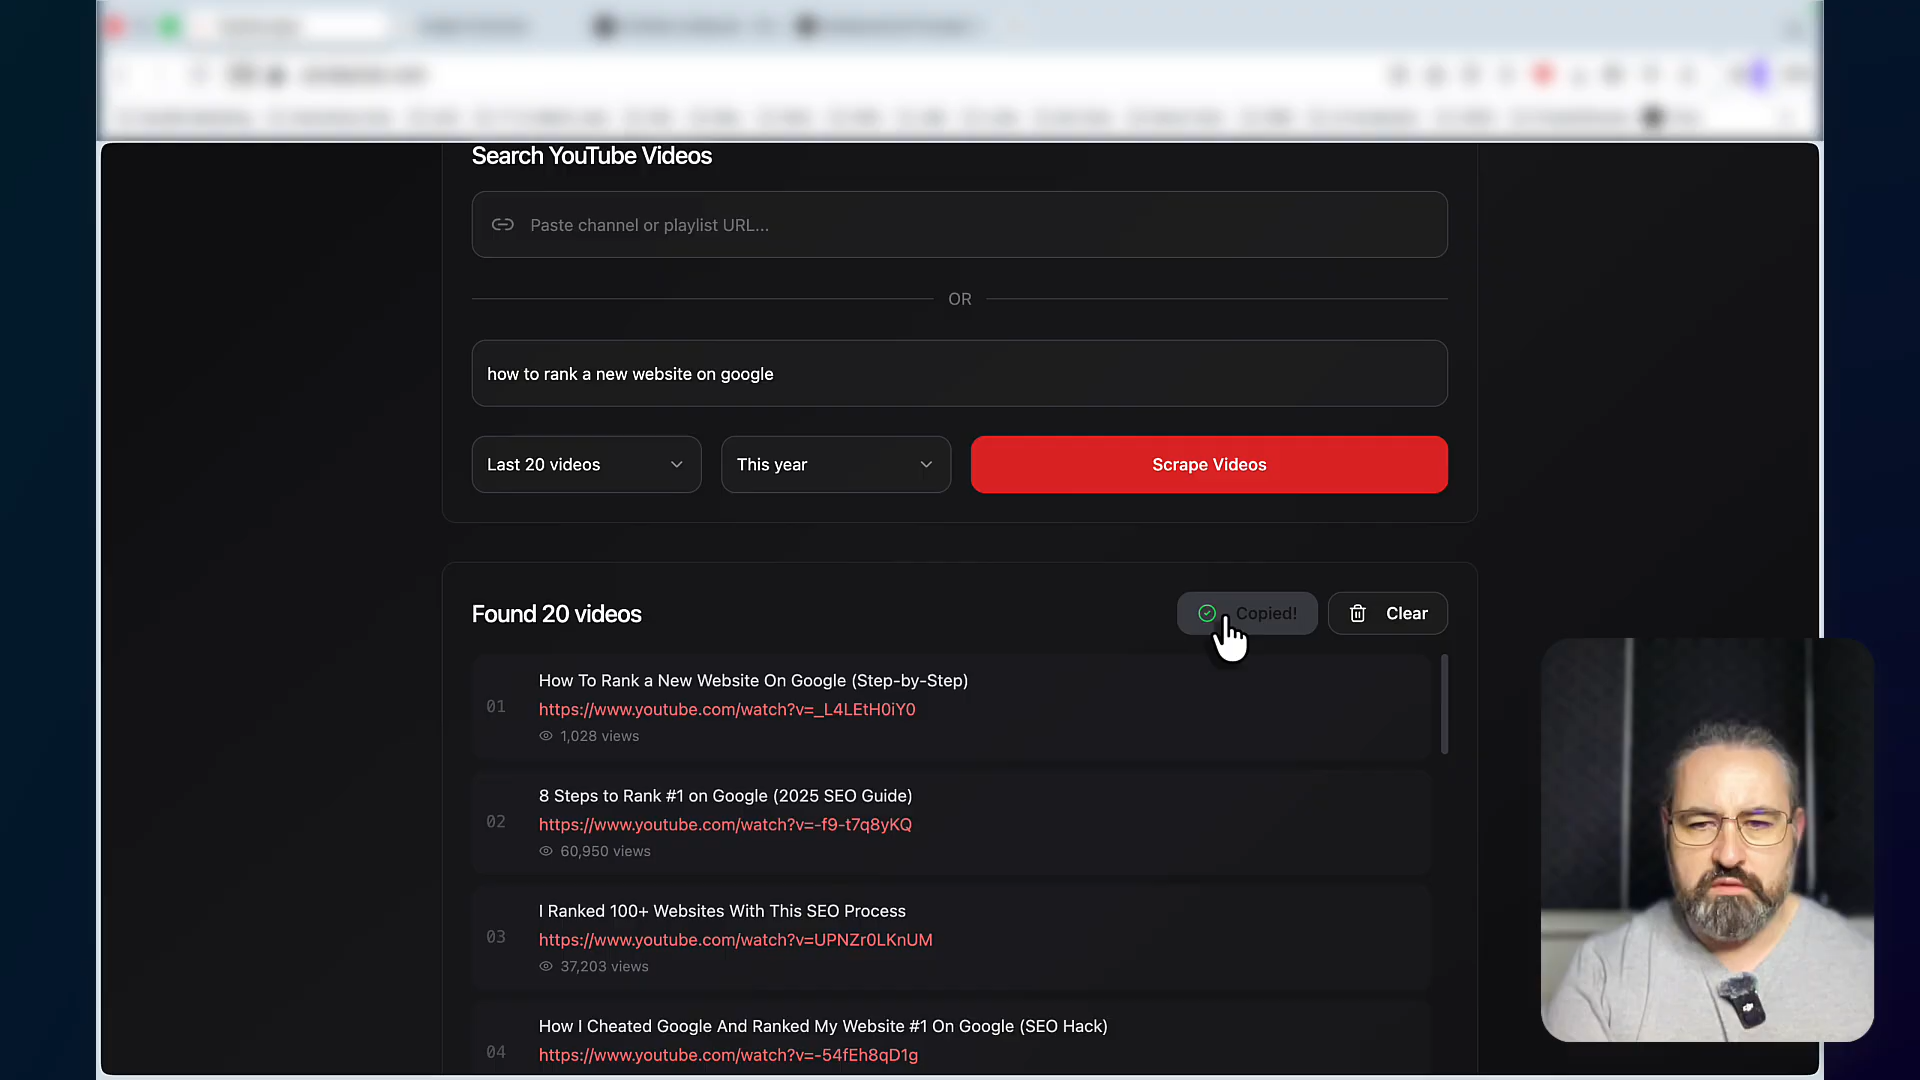 Search YouTube Videos
Paste channel or playlist URL...
OR
how to rank a new website on google
Last 20 videos
This year
Scrape Videos
Found 20 videos
Copied!
Clear
01
How To Rank a New Website On Google (Step-by-Step)
https://www.youtube.com/watch?v=_L4LEtH0iY0
1,028 views
02
8 Steps to Rank #1 on Google (2025 SEO Guide)
https://www.youtube.com/watch?v=-f9-t7q8yKQ
60,950 views
03
I Ranked 100+ Websites With This SEO Process
https://www.youtube.com/watch?v=UPNZr0LKnUM
37,203 views
04
How I Cheated Google And Ranked My Website #1 On Google (SEO Hack)
https://www.youtube.com/watch?v=-54fEh8qD1g